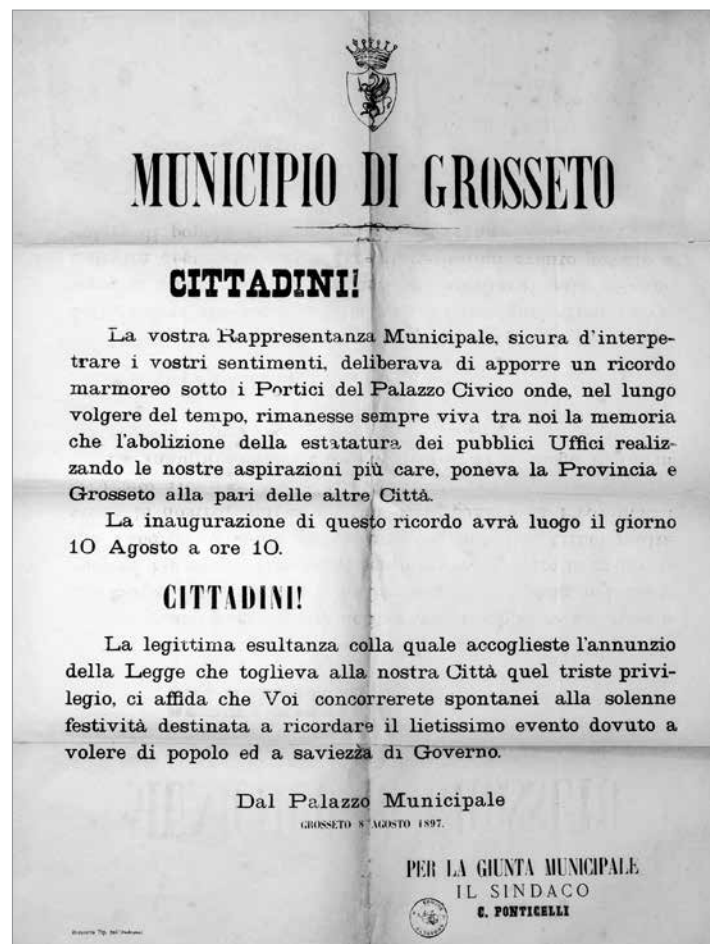 MUNICIPIO DI GROSSETO
CITTADINI!
La vostra Rappresentanza Municipale, sicura d'interpe-
trare i vostri sentimenti, deliberava di apporre un ricordo
marmoreo sotto i Portici del Palazzo Civico onde, nel lungo
volgere del tempo, rimanesse sempre viva tra noi la memoria
che l'abolizione della estatatura dei pubblici Uffici realiz-
zando le nostre aspirazioni più care, poneva la Provincia e
Grosseto alla pari delle altre Città.
La inaugurazione di questo ricordo avrà luogo il giorno
10 Agosto a ore 10.
CITTADINI!
La legittima esultanza colla quale accoglieste l'annunzio
della Legge che toglieva alla nostra Città quel triste privi-
legio, ci affida che Voi concorrerete spontanei alla solenne
festività destinata a ricordare il lietissimo evento dovuto a
volere di popolo ed a saviezza di Governo.
Dal Palazzo Municipale
GROSSETO 8 AGOSTO 1897.
PER LA GIUNTA MUNICIPALE
IL SINDACO
C. PONTICELLI